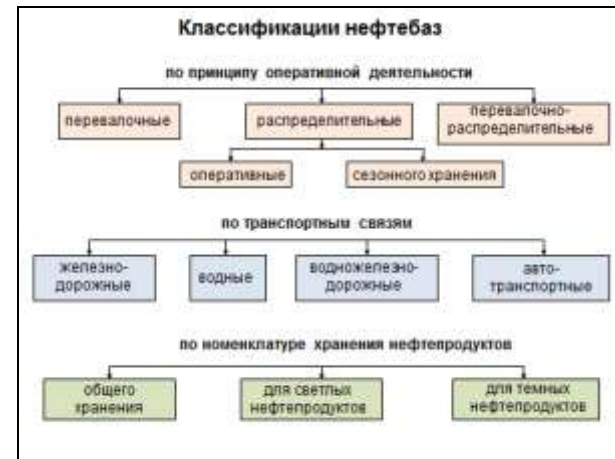 Классификации нефтебаз
по принципу оперативной деятельности
перевалочные
распределительные
перевалочно-
распределительные
оперативные
сезонного хранения
по транспортным связям
железно-
дорожные
водные
водножелезно-
дорожные
авто-
транспортные
по номенклатуре хранения нефтепродуктов
общего
хранения
для светлых
нефтепродуктов
для темных
нефтепродуктов